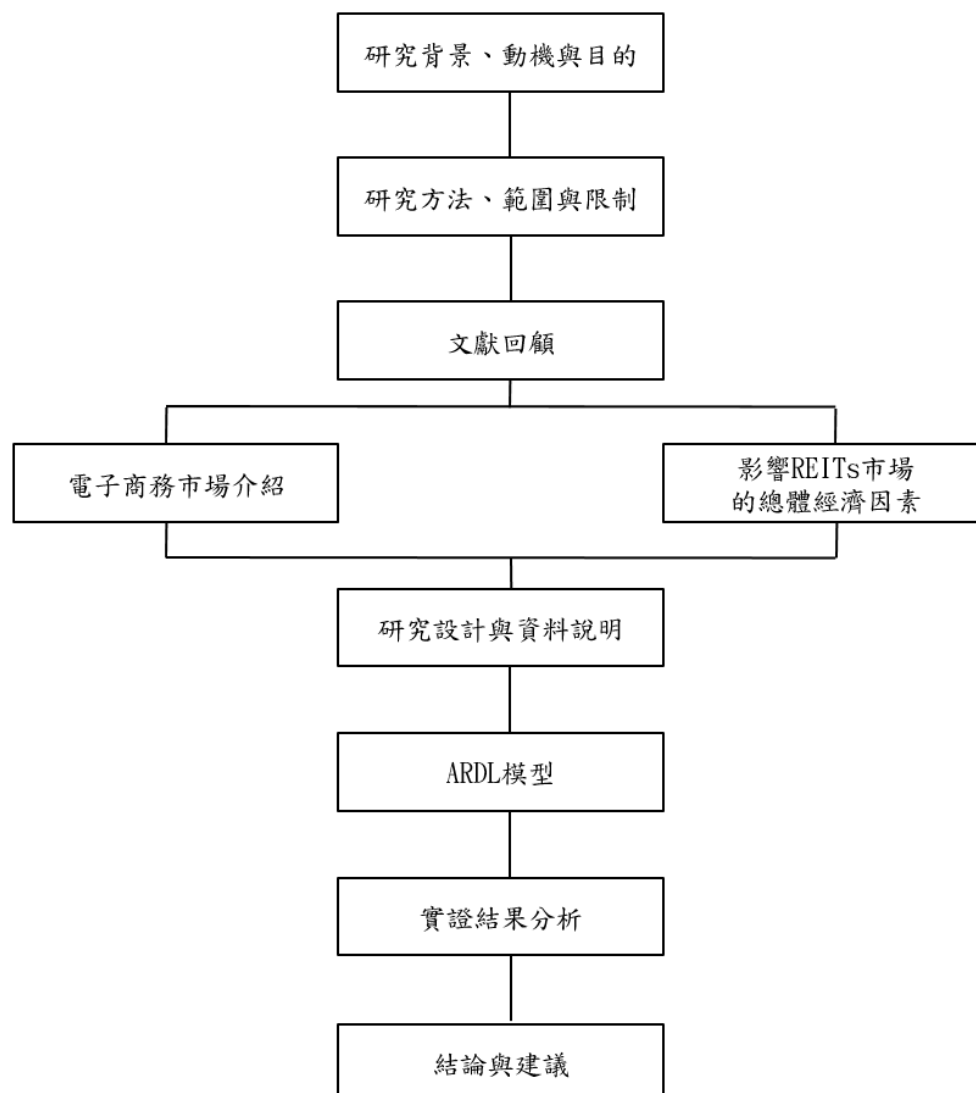 研究背景、動機與目的
研究方法、範圍與限制
文獻回顧
電子商務市場介紹
影響REITs市場
的總體經濟因素
研究設計與資料說明
ARDL模型
實證結果分析
結論與建議